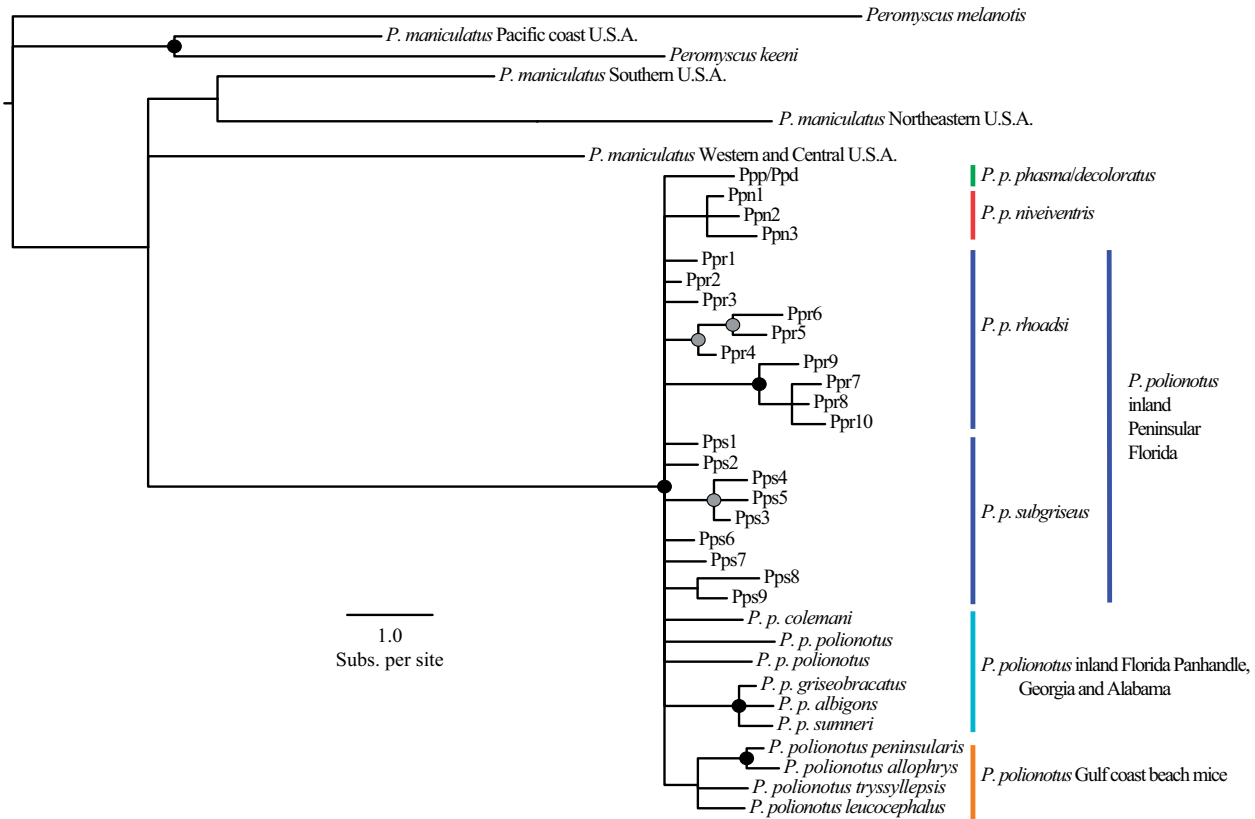 Peromyscus melanotis
P. maniculatus Pacific coast U.S.A.
Peromyscus keeni
P. maniculatus Southern U.S.A.
P. maniculatus Northeastern U.S.A.
P. maniculatus Western and Central U.S.A.
Ppp/Ppd
P. p. phasma/decoloratus
Ppn1
Ppn2
Ppn3
P. p. niveiventris
Ppr1
Ppr2
Ppr3
Ppr6
Ppr5
Ppr4
Ppr9
Ppr7
Ppr8
Ppr10
P. p. rhoadsi
Pps1
Pps2
Pps4
Pps5
Pps3
Pps6
Pps7
Pps8
Pps9
P. p. subgriseus
P. polionotus
inland
Peninsular
Florida
P. p. colemani
P. p. polionotus
P. p. polionotus
P. p. griseobracatus
P. p. albigons
P. p. sumneri
P. polionotus inland Florida Panhandle,
Georgia and Alabama
P. polionotus peninsularis
P. polionotus allophrys
P. polionotus tryssyllepsis
P. polionotus leucocephalus
P. polionotus Gulf coast beach mice
1.0
Subs. per site